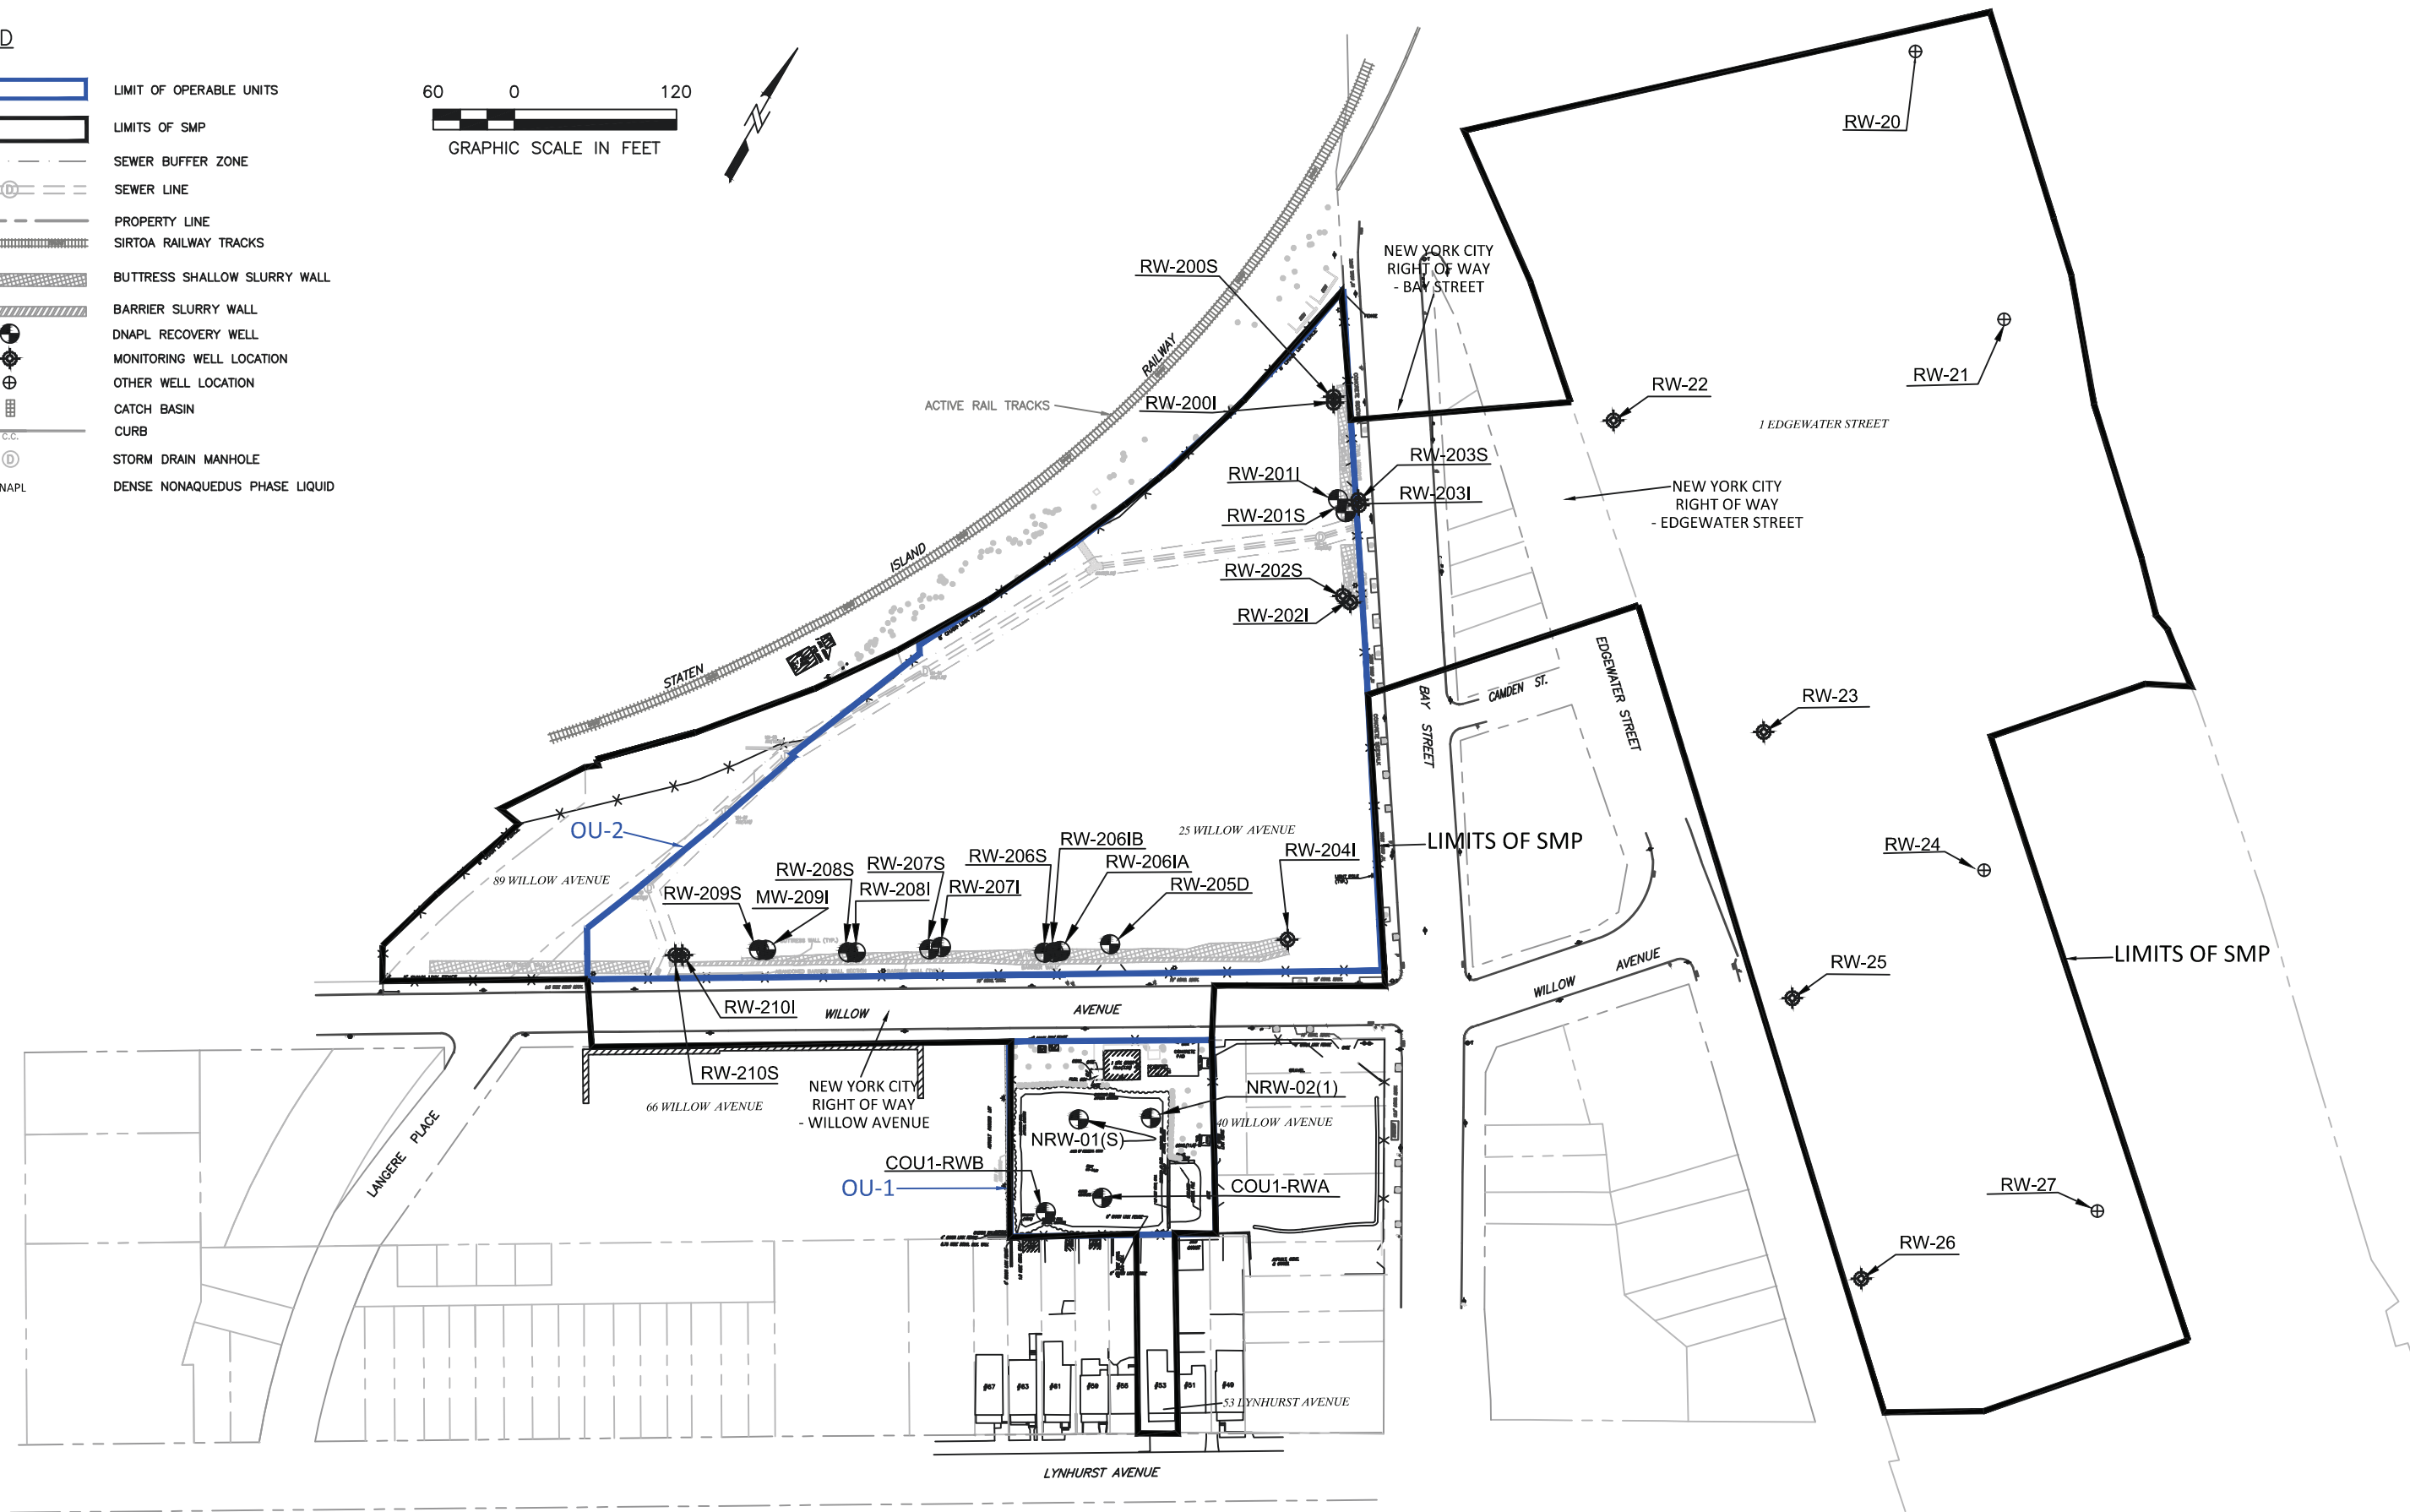 D
LIMIT OF OPERABLE UNITS
LIMITS OF SMP
SEWER BUFFER ZONE
D
SEWER LINE
PROPERTY LINE
SIRTOA RAILWAY TRACKS
BUTTRESS SHALLOW SLURRY WALL
BARRIER SLURRY WALL
DNAPL RECOVERY WELL
MONITORING WELL LOCATION
OTHER WELL LOCATION
CATCH BASIN
C.C.
CURB
D
STORM DRAIN MANHOLE
NAPL
DENSE NONAQUEDUS PHASE LIQUID
60 0 120
GRAPHIC SCALE IN FEET
RW-20
RW-21
RW-22
1 EDGEWATER STREET
NEW YORK CITY
RIGHT OF WAY
- BAY STREET
RW-200S
RW-200I
ACTIVE RAIL TRACKS
STATEN
ISLAND
RAILWAY
RW-203S
RW-203I
RW-201I
RW-201S
NEW YORK CITY
RIGHT OF WAY
- EDGEWATER STREET
RW-202S
RW-202I
BAY STREET
CAMDEN ST.
EDGEWATER STREET
RW-23
RW-24
RW-25
RW-26
RW-27
LIMITS OF SMP
LIMITS OF SMP
OU-2
89 WILLOW AVENUE
25 WILLOW AVENUE
RW-209S
MW-209I
RW-208S
RW-208I
RW-207S
RW-207I
RW-206S
RW-206IB
RW-206IA
RW-205D
RW-204I
RW-210I
RW-210S
WILLOW AVENUE
WILLOW AVENUE
NEW YORK CITY
RIGHT OF WAY
- WILLOW AVENUE
66 WILLOW AVENUE
LANGERE PLACE
NRW-02(1)
NRW-01(S)
40 WILLOW AVENUE
COU1-RWB
COU1-RWA
OU-1
#67
#63
#61
#59
#53
#51
#49
53 LYNHURST AVENUE
LYNHURST AVENUE